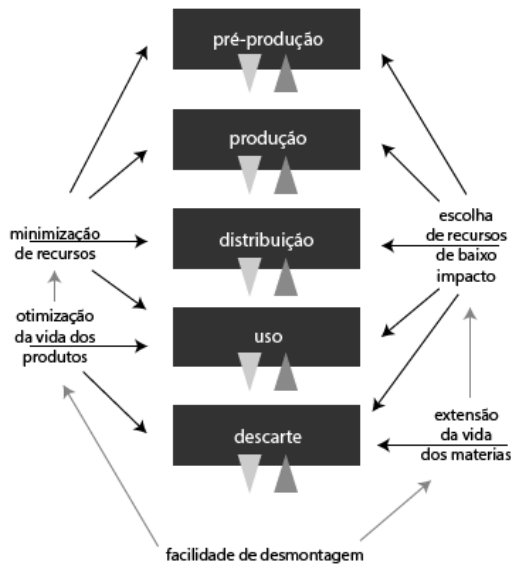 pré-produção
produção
minimização
de recursos
distribuição
escolha
de recursos
de baixo
impacto
otimização
da vida dos
produtos
uso
descarte
extensão
da vida
dos materias
facilidade de desmontagem